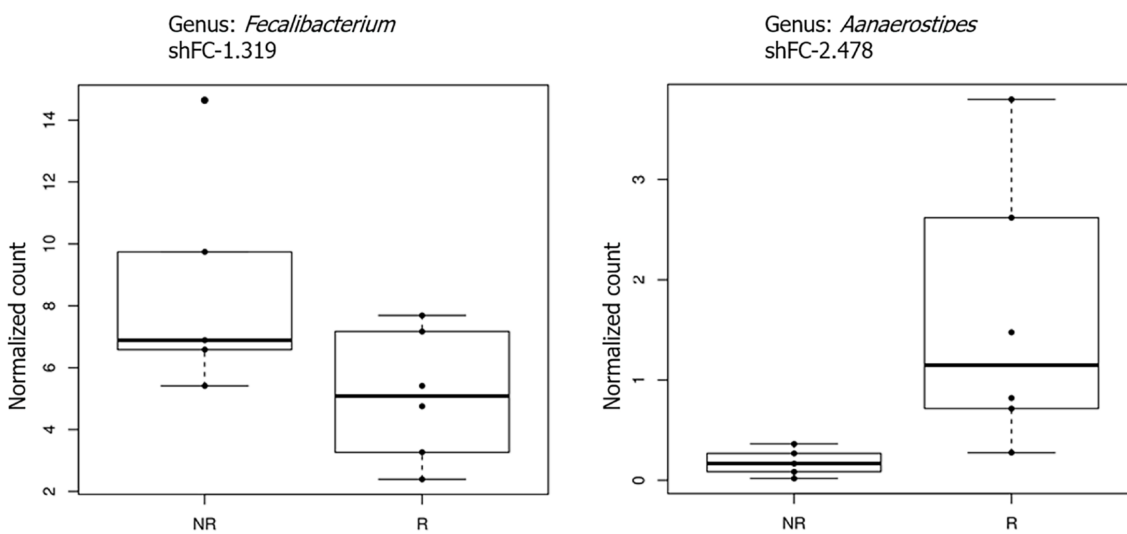 Genus: Fecalibacterium
shFC-1.319
Normalized count
14
12
10
8
6
4
2
NR
R
Genus: Aanaerostipes
shFC-2.478
Normalized count
3
2
1
0
NR
R